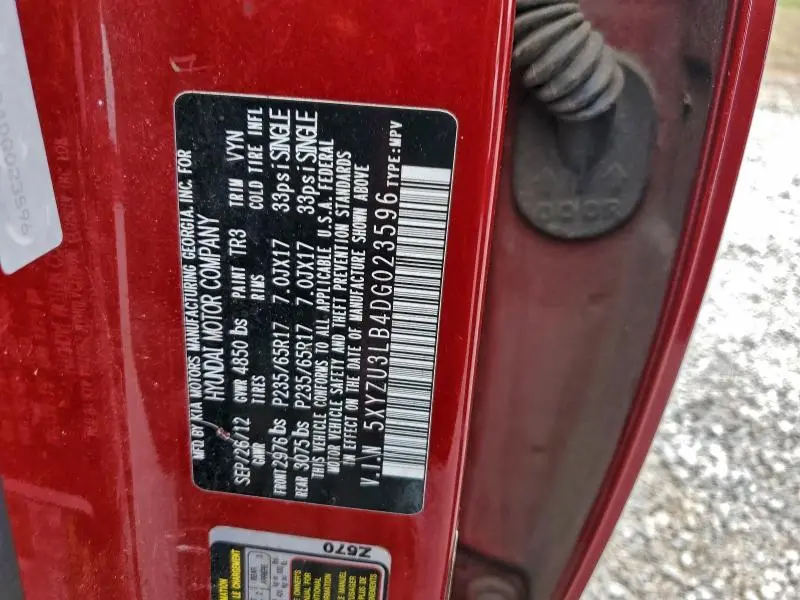 MFD BY KIA MOTORS MANUFACTURING GEORGIA, INC. FOR
HYUNDAI MOTOR COMPANY
SEP/26/12 GVWR 4850 lbs PAINT TR3 TRIM VYN
GAWR TIRES RIMS COLD TIRE INFL
FRONT 2976 lbs P235/65R17 7.0JX17 33psi SINGLE
REAR 3075 lbs P235/65R17 7.0JX17 33psi SINGLE
THIS VEHICLE CONFORMS TO ALL APPLICABLE U.S.A. FEDERAL
MOTOR VEHICLE SAFETY AND THEFT PREVENTION STANDARDS
IN EFFECT ON THE DATE OF MANUFACTURE SHOWN ABOVE
V.I.N 5XYZU3LB4DG023596 TYPE:MPV
DOOR
Z670
LE CHARGEMENT
REAR